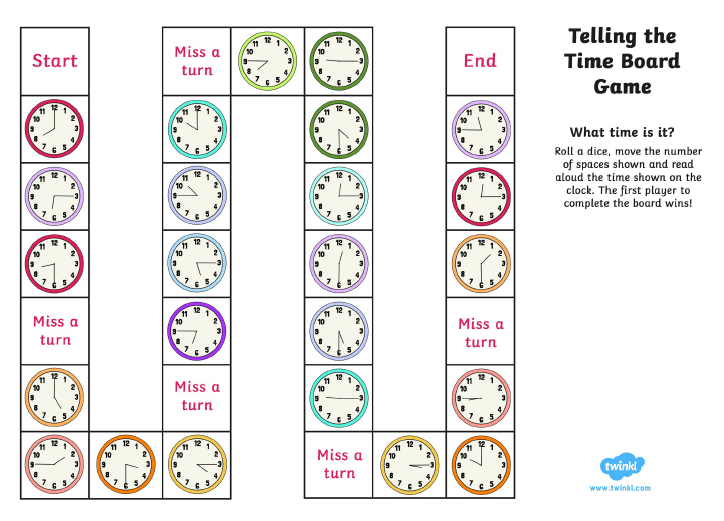 Start
Miss a
turn
End
Telling the
Time Board
Game
What time is it?
Roll a dice, move the number
of spaces shown and read
aloud the time shown on the
clock. The first player to
complete the board wins!
Miss a
turn
Miss a
turn
Miss a
turn
Miss a
turn
twinkl
www.twinkl.com